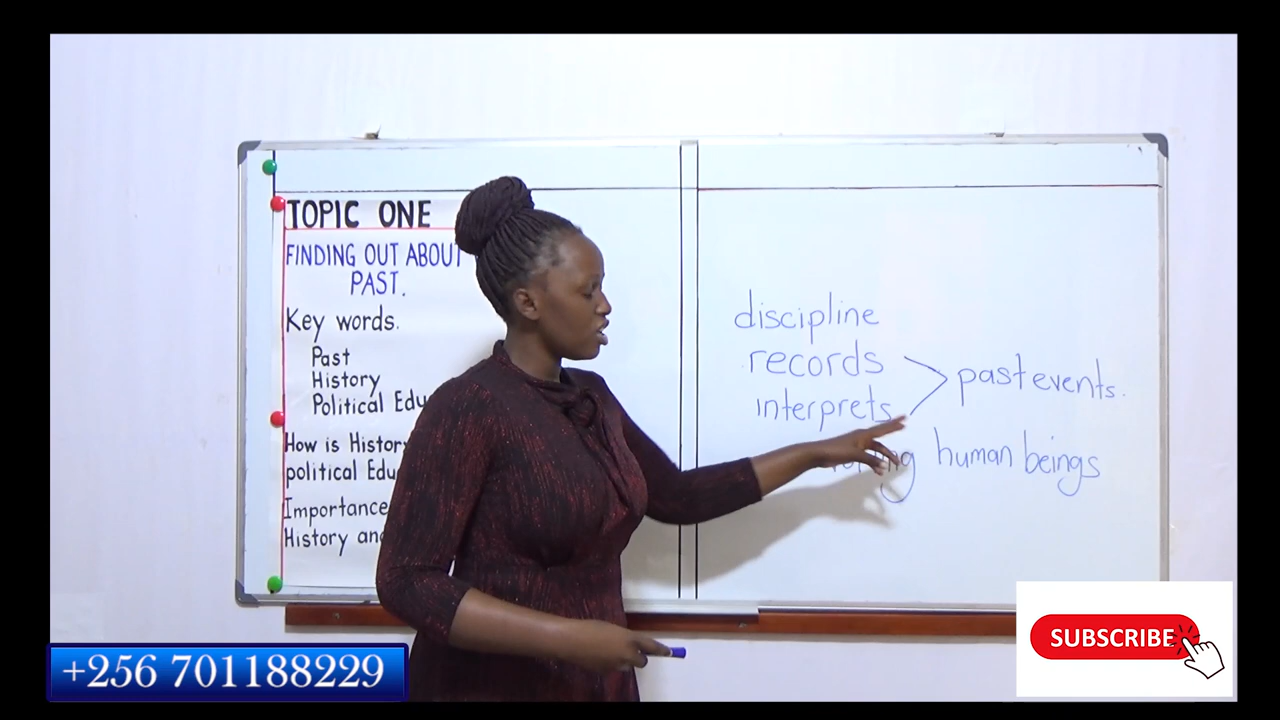 TOPIC ONE
FINDING OUT ABOUT
PAST.
Key words.
Past
History
Political Edu
How is History
political Edu
Importance
History and
discipline
records
interprets
past events.
human beings
+256 701188229
SUBSCRIBE